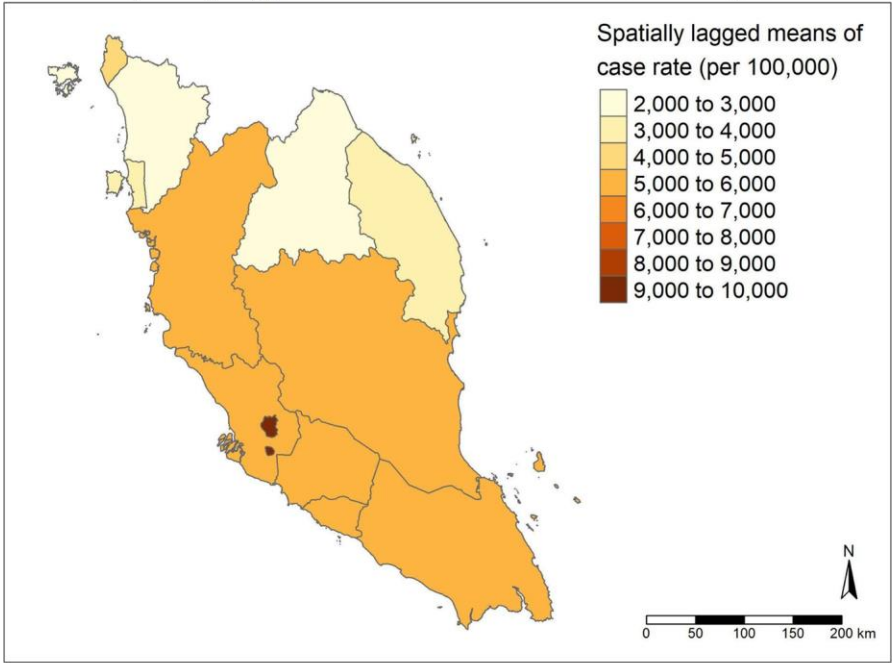 Spatially lagged means of
case rate (per 100,000)
2,000 to 3,000
3,000 to 4,000
4,000 to 5,000
5,000 to 6,000
6,000 to 7,000
7,000 to 8,000
8,000 to 9,000
9,000 to 10,000
N
0 50 100 150 200 km